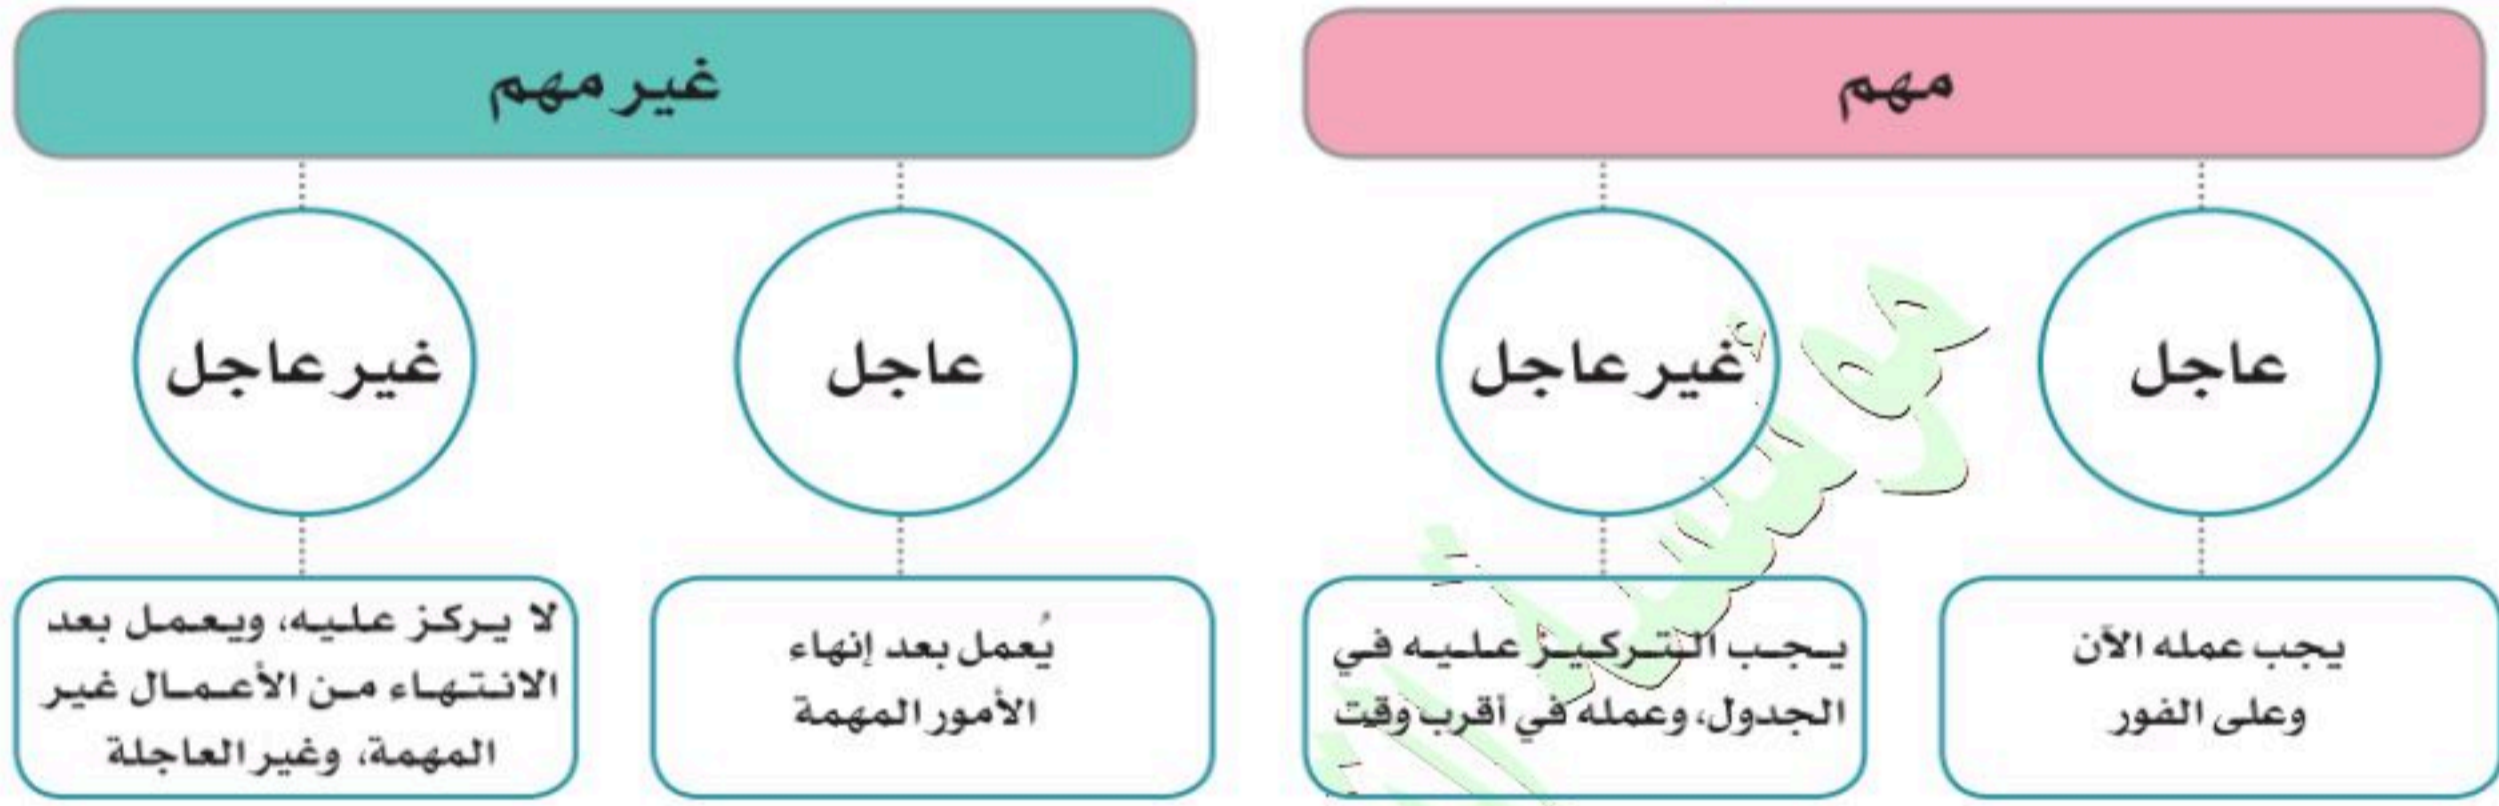 مهم
عاجل
يجب عمله الآن
وعلى الفور
غير عاجل
يجب التركيز عليه في
الجدول، وعمله في أقرب وقت
غير مهم
عاجل
يُعمل بعد إنهاء
الأمور المهمة
غير عاجل
لا يركز عليه، ويعمل بعد
الانتهاء من الأعمال غير
المهمة، وغير العاجلة